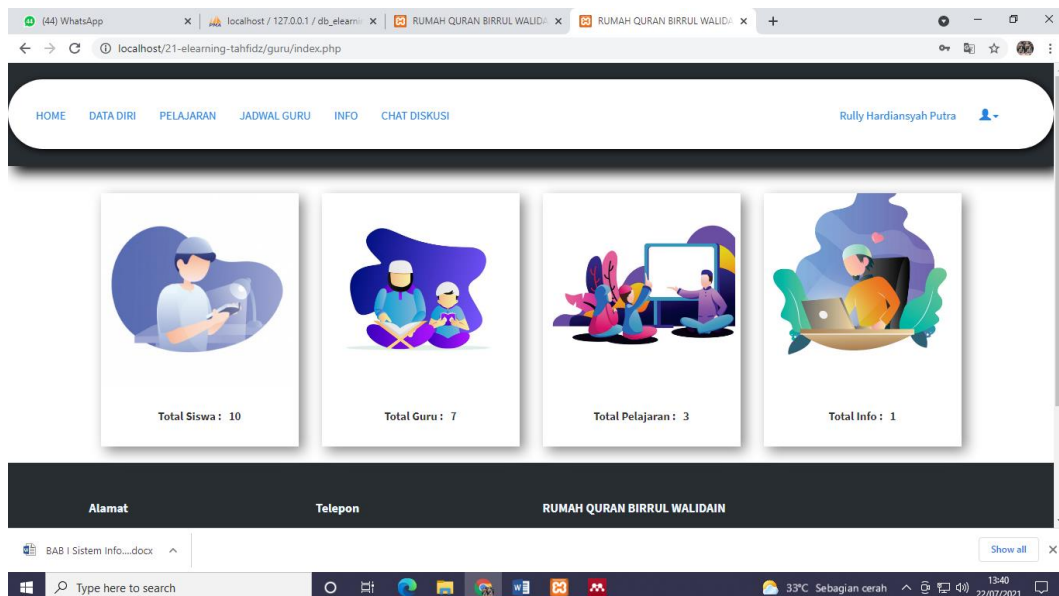 (44) WhatsApp
localhost / 127.0.0.1 / db_elearni
RUMAH QURAN BIRRUL WALIDA
RUMAH QURAN BIRRUL WALIDA
localhost/21-elearning-tahfidz/guru/index.php
HOME DATA DIRI PELAJARAN JADWAL GURU INFO CHAT DISKUSI Rully Hardiansyah Putra
Total Siswa : 10
Total Guru : 7
Total Pelajaran : 3
Total Info : 1
Alamat Telepon RUMAH QURAN BIRRUL WALIDAIN
BAB I Sistem Info....docx Show all
Type here to search 33°C Sebagian cerah 13:40
22/07/2021